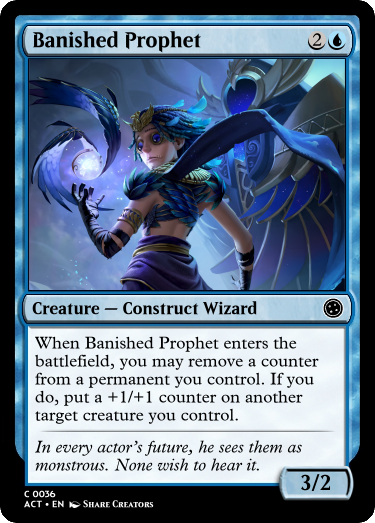 Banished Prophet 2
Creature — Construct Wizard
When Banished Prophet enters the
battlefield, you may remove a counter
from a permanent you control. If you
do, put a +1/+1 counter on another
target creature you control.
In every actor's future, he sees them as
monstrous. None wish to hear it.
3/2
C 0036
ACT • EN Share Creators